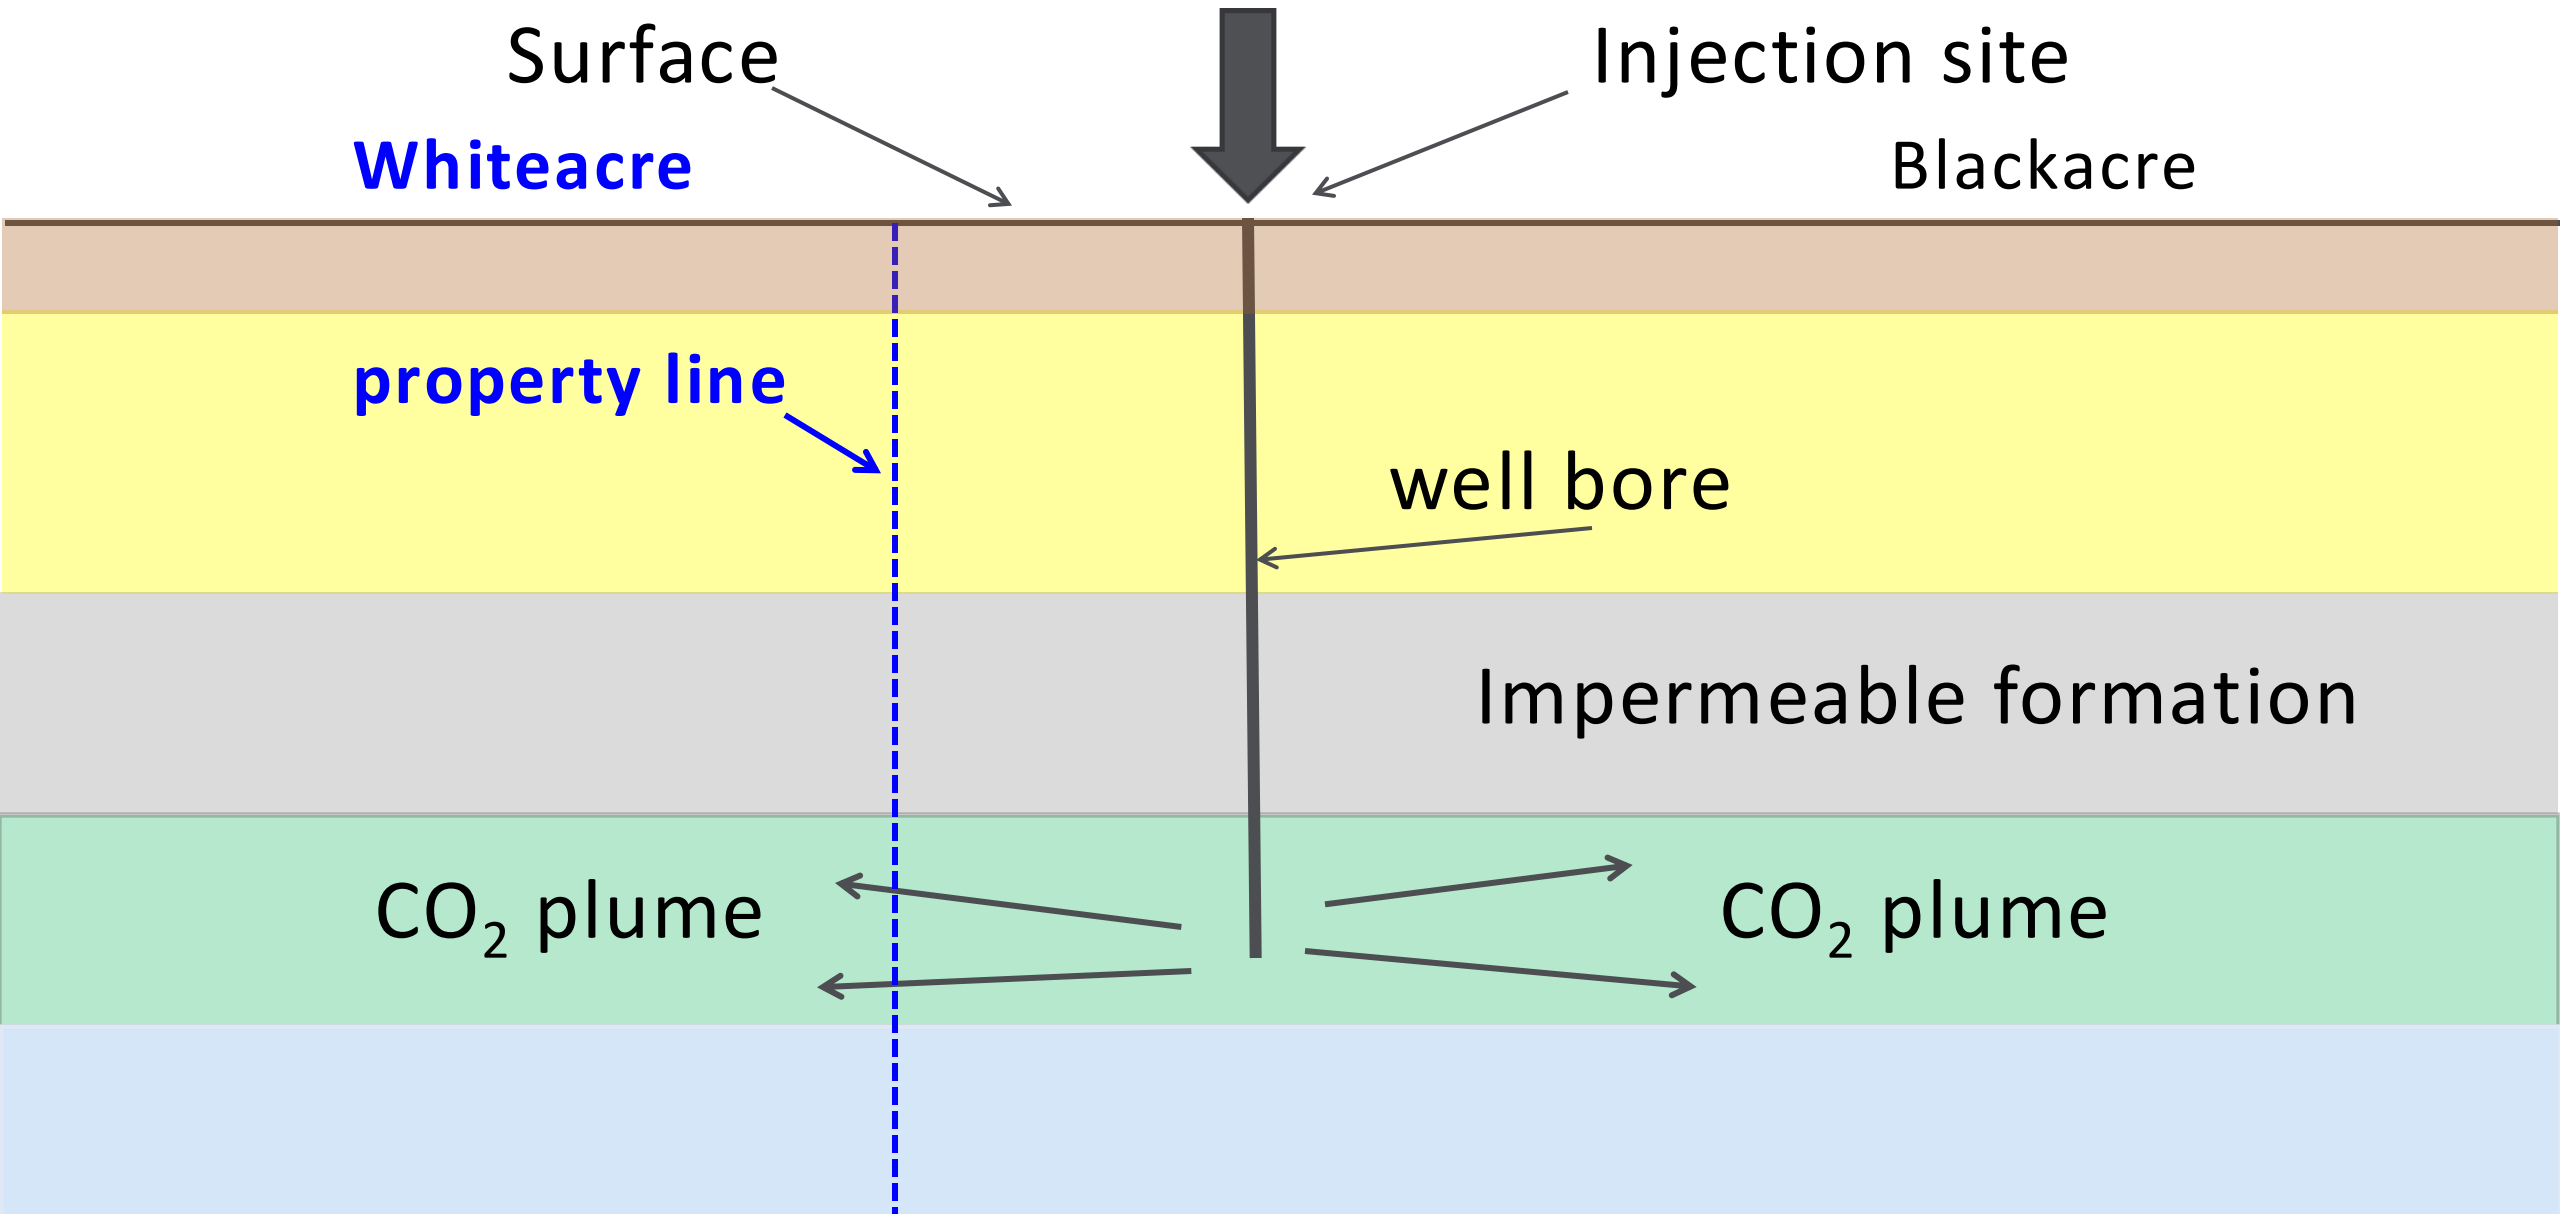 Surface
Injection site
Whiteacre
Blackacre
property line
well bore
Impermeable formation
CO₂ plume
CO₂ plume